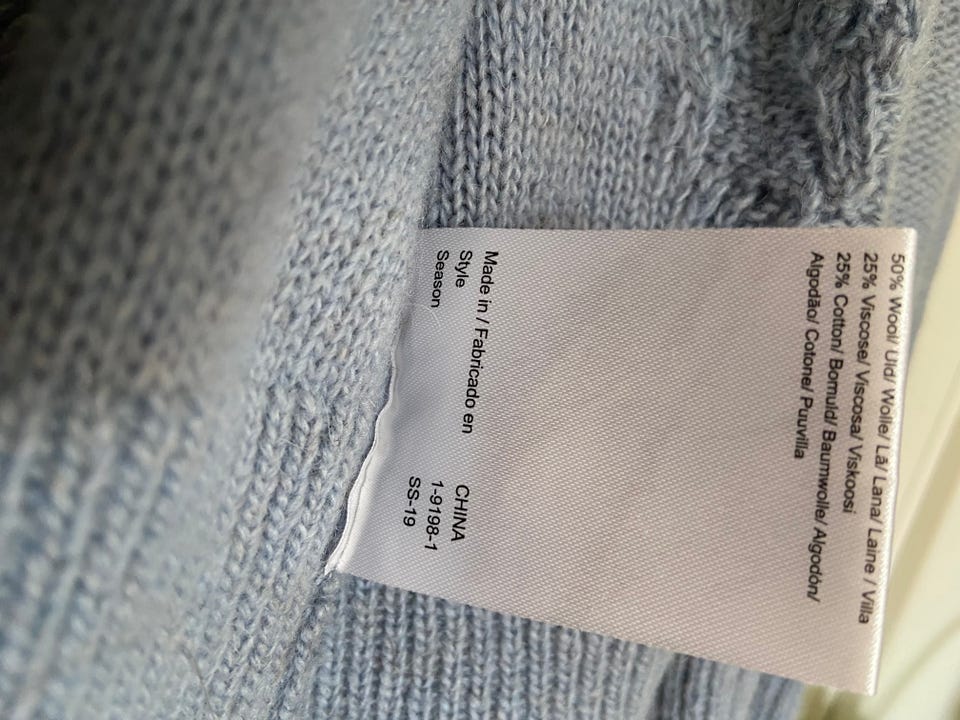 50% Wool/ Uld/ Wolle/ Lã/ Lana/ Laine / Villa
25% Viscose/ Viscosa/ Viskoosi
25% Cotton/ Bomuld/ Baumwolle/ Algodón/
Algodão/ Cotone/ Puuvilla
Made in / Fabricado en CHINA
Style 1-9198-1
Season SS-19